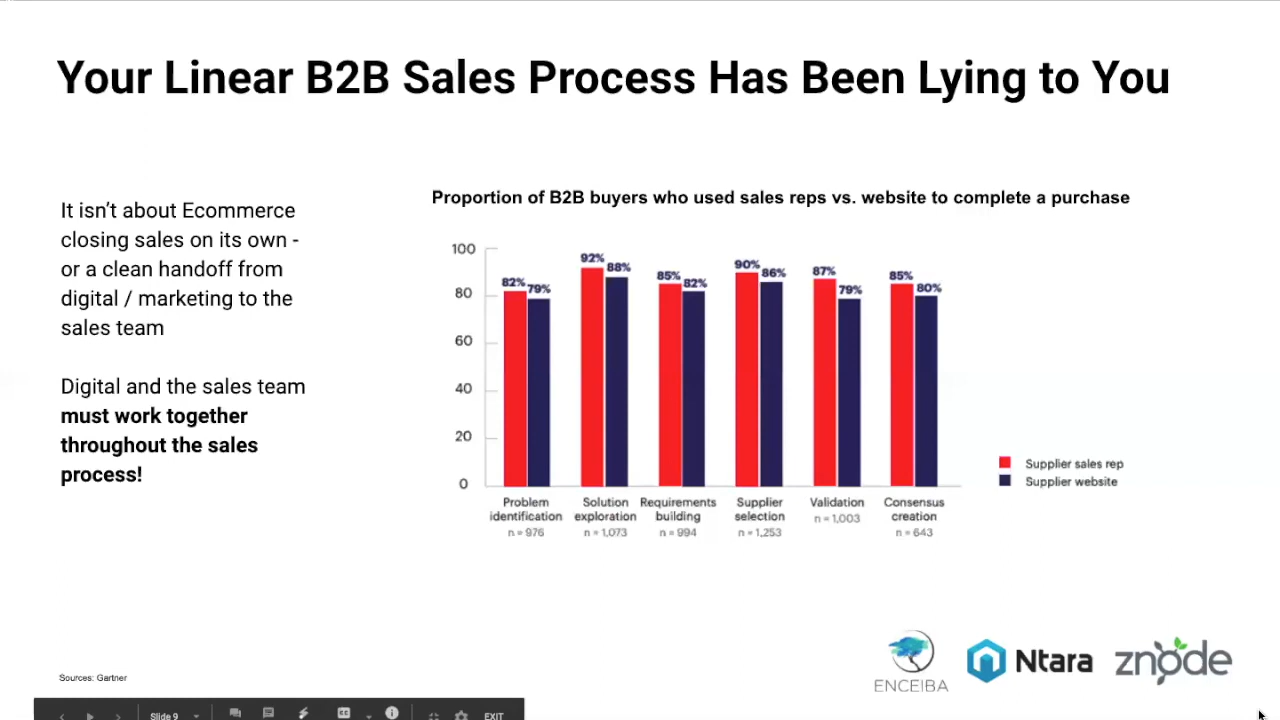 Your Linear B2B Sales Process Has Been Lying to You
It isn't about Ecommerce
closing sales on its own -
or a clean handoff from
digital / marketing to the
sales team
Digital and the sales team
must work together
throughout the sales
process!
Proportion of B2B buyers who used sales reps vs. website to complete a purchase
100
80
60
40
20
0
82% 79%
92% 88%
85% 82%
90% 86%
87% 79%
85% 80%
Problem
identification
n = 976
Solution
exploration
n = 1,073
Requirements
building
n = 994
Supplier
selection
n = 1,253
Validation
n = 1,003
Consensus
creation
n = 643
Supplier sales rep
Supplier website
ENCEIBA
Ntara
znode
Sources: Gartner
Slide 9
CC
EXIT